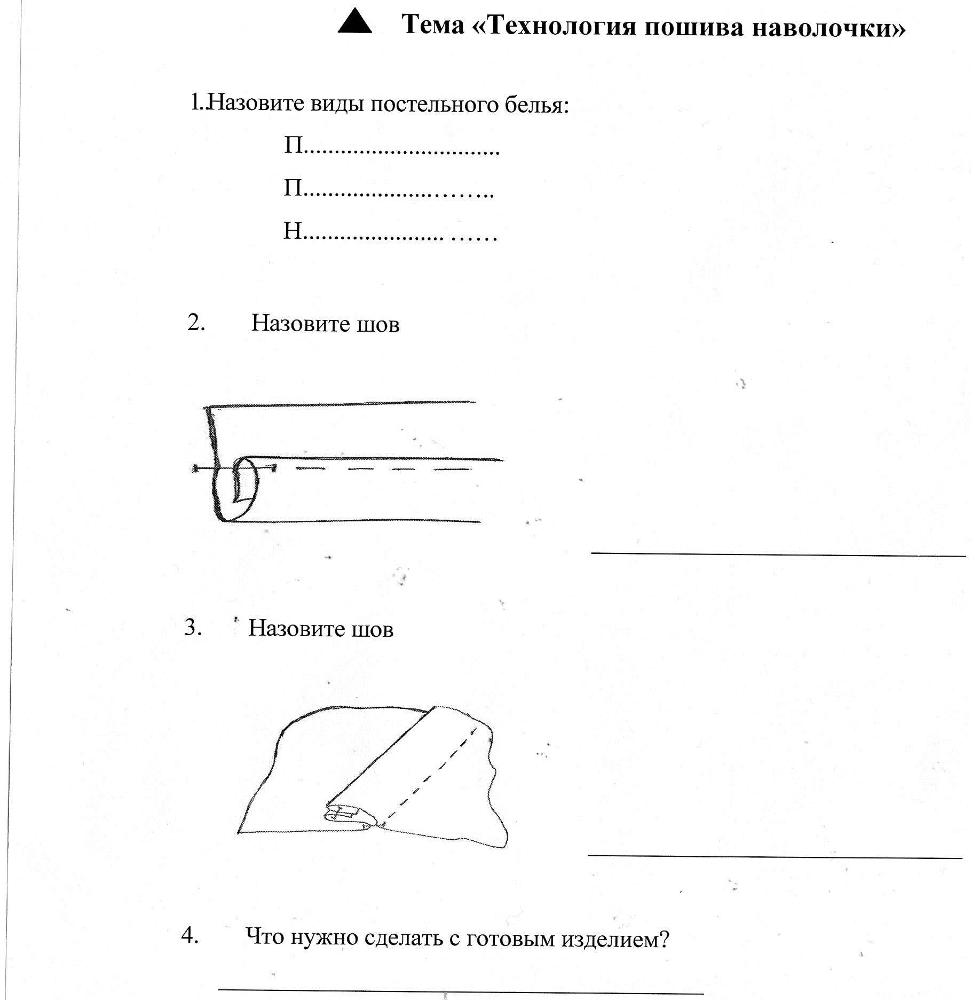 Тема «Технология пошива наволочки»
1..Назовите виды постельного белья:
П................................
П............................
Н....................... ......
2. Назовите шов
3. Назовите шов
4. Что нужно сделать с готовым изделием?